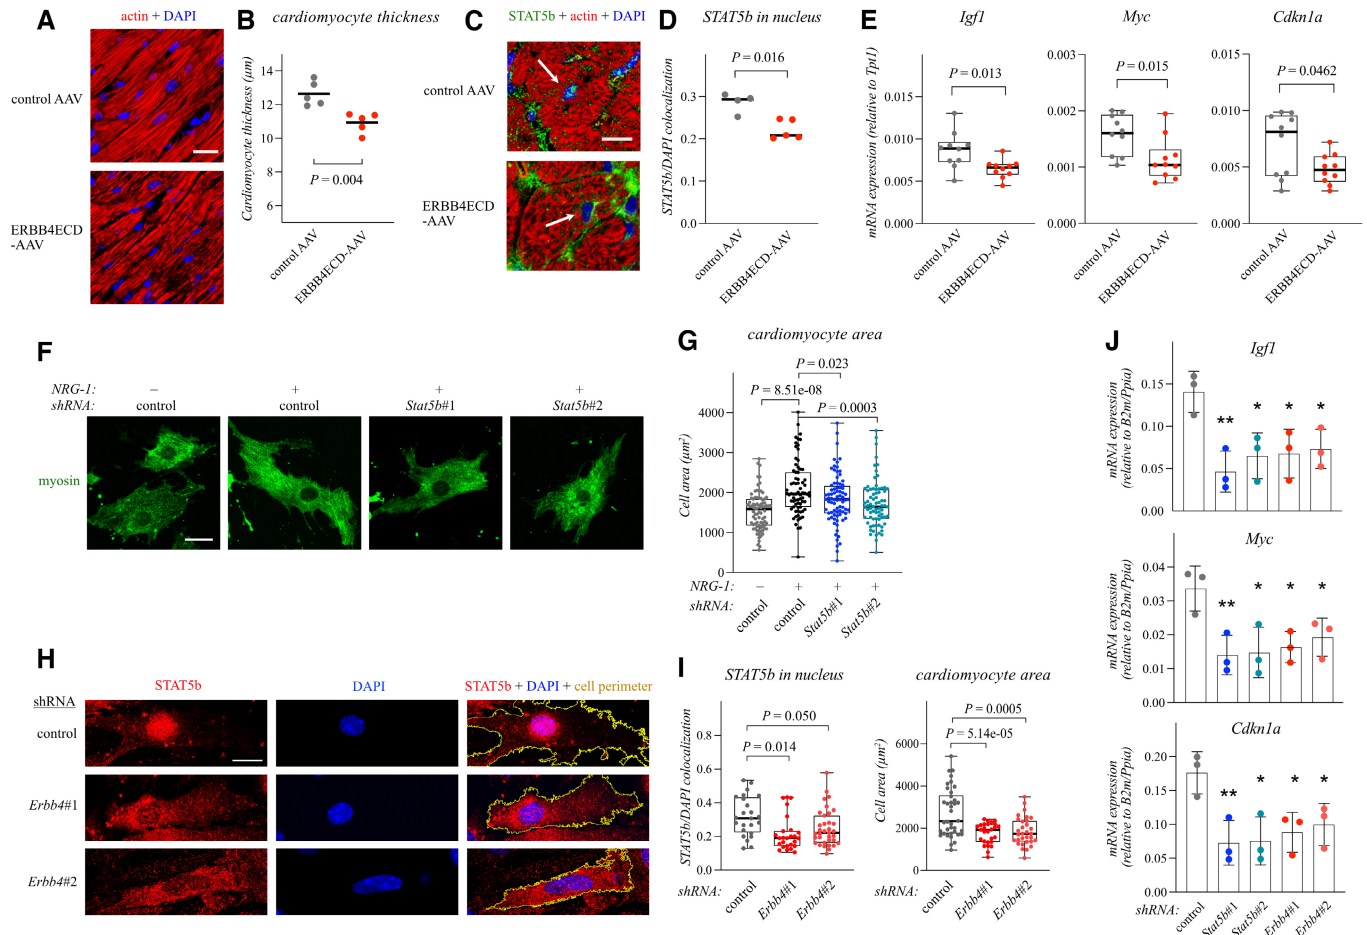 A
actin + DAPI
control AAV
ERBB4ECD
-AAV
B
cardiomyocyte thickness
Cardiomyocyte thickness (μm)
14
12
10
8
6
P = 0.004
control AAV
ERBB4ECD-AAV
C
STAT5b + actin + DAPI
control AAV
ERBB4ECD
-AAV
D
STAT5b in nucleus
STAT5b/DAPI colocalization
0.3
0.2
0.1
0.0
P = 0.016
control AAV
ERBB4ECD-AAV
E
Igf1
mRNA expression (relative to Tpt1)
0.020
0.015
0.010
0.005
0.000
P = 0.013
control AAV
ERBB4ECD-AAV
Myc
0.003
0.002
0.001
0.000
P = 0.015
control AAV
ERBB4ECD-AAV
Cdkn1a
0.015
0.010
0.005
0.000
P = 0.0462
control AAV
ERBB4ECD-AAV
F
NRG-1: – + + +
shRNA: control control Stat5b#1 Stat5b#2
myosin
G
cardiomyocyte area
P = 0.023
P = 8.51e-08
P = 0.0003
Cell area (μm²)
4000
3000
2000
1000
0
NRG-1: – + + +
shRNA: control control Stat5b#1 Stat5b#2
H
STAT5b DAPI STAT5b + DAPI + cell perimeter
shRNA
control
Erbb4#1
Erbb4#2
I
STAT5b in nucleus
STAT5b/DAPI colocalization
0.8
0.6
0.4
0.2
0.0
P = 0.050
P = 0.014
shRNA: control Erbb4#1 Erbb4#2
cardiomyocyte area
Cell area (μm²)
6000
4000
2000
0
P = 0.0005
P = 5.14e-05
shRNA: control Erbb4#1 Erbb4#2
J
Igf1
mRNA expression
(relative to B2m/Ppia)
0.15
0.10
0.05
0.00
** * * *
Myc
mRNA expression
(relative to B2m/Ppia)
0.04
0.03
0.02
0.01
0.00
** * * *
Cdkn1a
mRNA expression
(relative to B2m/Ppia)
0.20
0.15
0.10
0.05
0.00
** * * *
shRNA: control Stat5b#1 Stat5b#2 Erbb4#1 Erbb4#2